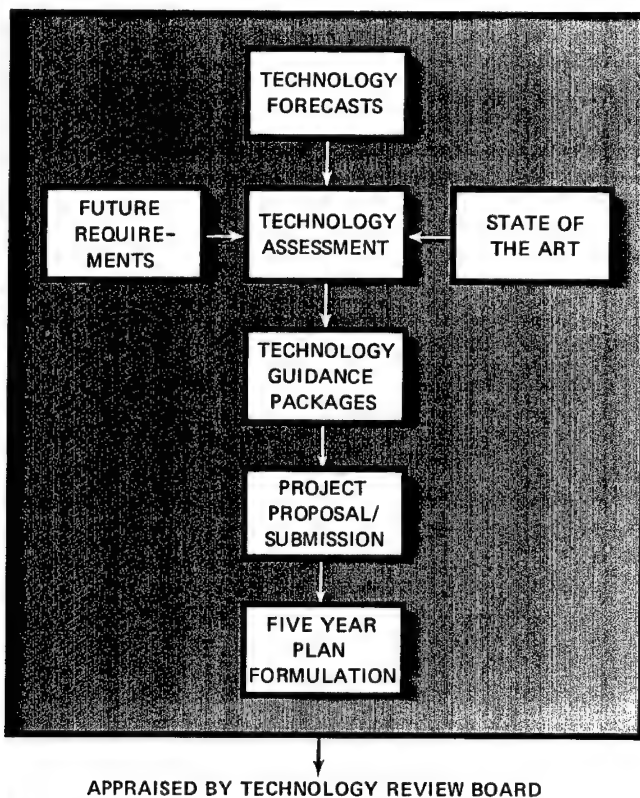 TECHNOLOGY
FORECASTS
FUTURE
REQUIRE-
MENTS
TECHNOLOGY
ASSESSMENT
STATE OF
THE ART
TECHNOLOGY
GUIDANCE
PACKAGES
PROJECT
PROPOSAL/
SUBMISSION
FIVE YEAR
PLAN
FORMULATION
APPRAISED BY TECHNOLOGY REVIEW BOARD